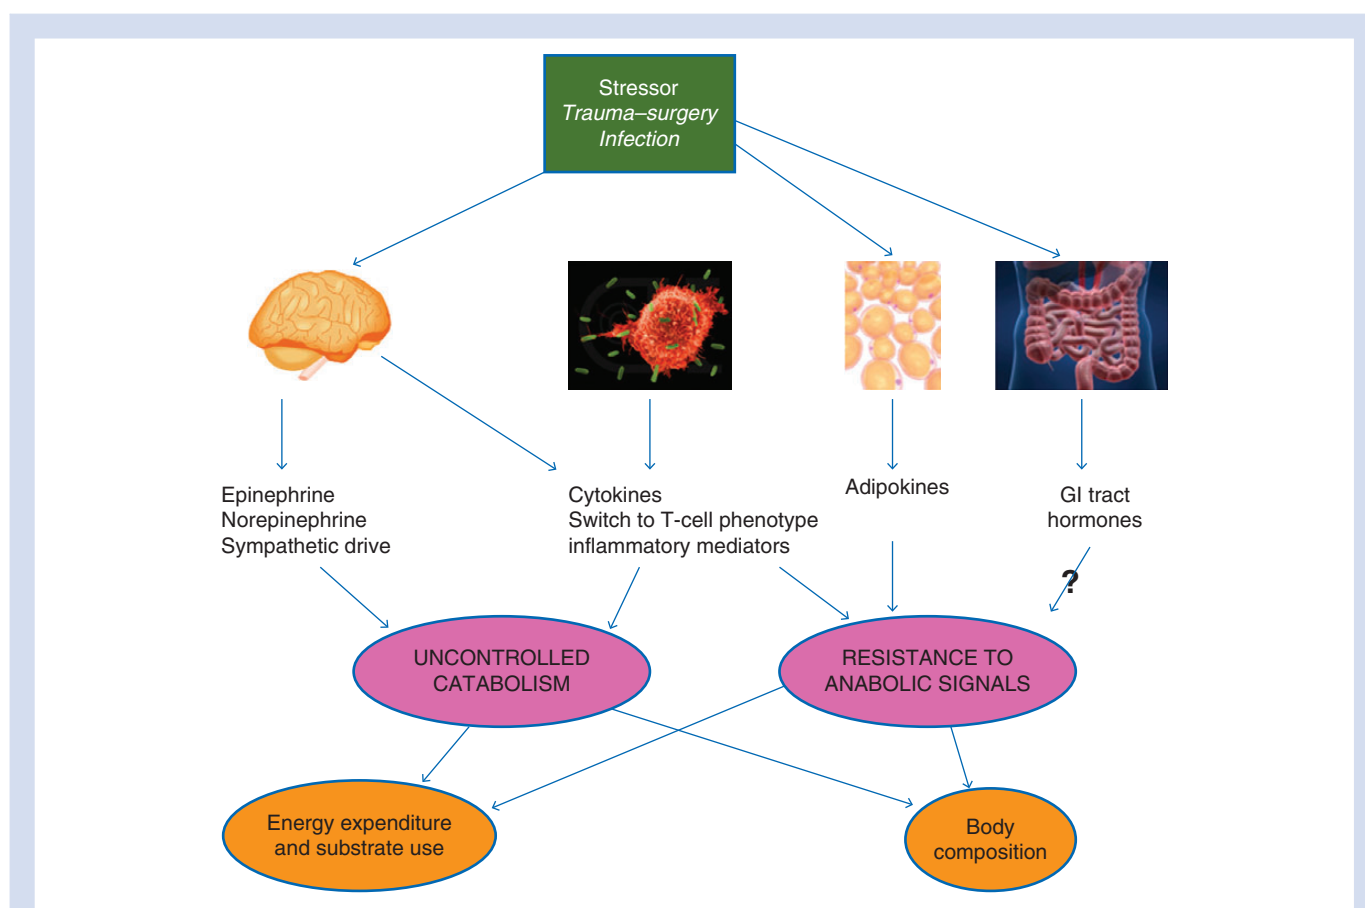 Stressor
Trauma–surgery
Infection
Epinephrine
Norepinephrine
Sympathetic drive
Cytokines
Switch to T-cell phenotype
inflammatory mediators
Adipokines
GI tract
hormones
?
UNCONTROLLED
CATABOLISM
RESISTANCE TO
ANABOLIC SIGNALS
Energy expenditure
and substrate use
Body
composition